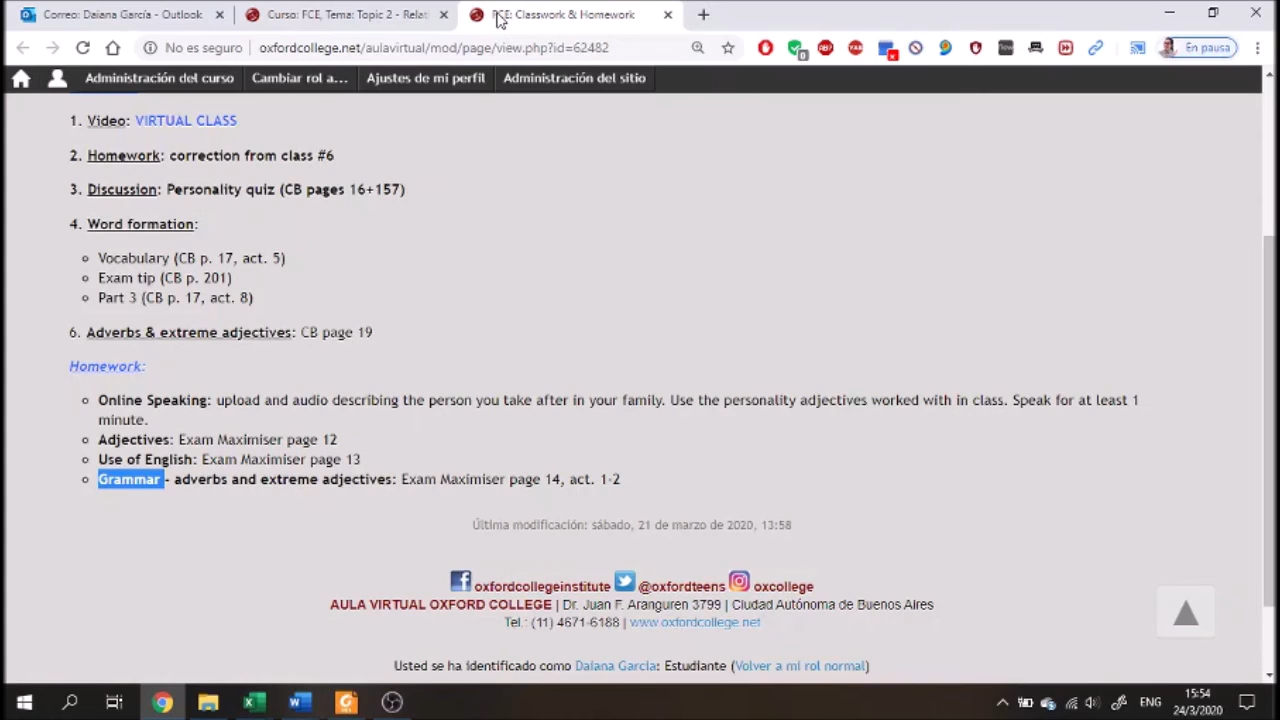 Correo: Daiana García - Outlook
Curso: FCE, Tema: Topic 2 - Relat
FCE: Classwork & Homework
No es seguro
oxfordcollege.net/aulavirtual/mod/page/view.php?id=62482
En pausa
Administración del curso
Cambiar rol a...
Ajustes de mi perfil
Administración del sitio
1. Video: VIRTUAL CLASS
2. Homework: correction from class #6
3. Discussion: Personality quiz (CB pages 16+157)
4. Word formation:
Vocabulary (CB p. 17, act. 5)
Exam tip (CB p. 201)
Part 3 (CB p. 17, act. 8)
6. Adverbs & extreme adjectives: CB page 19
Homework:
Online Speaking: upload and audio describing the person you take after in your family. Use the personality adjectives worked with in class. Speak for at least 1
minute.
Adjectives: Exam Maximiser page 12
Use of English: Exam Maximiser page 13
Grammar - adverbs and extreme adjectives: Exam Maximiser page 14, act. 1-2
Última modificación: sábado, 21 de marzo de 2020, 13:58
oxfordcollegeinstitute @oxfordteens oxcollege
AULA VIRTUAL OXFORD COLLEGE | Dr. Juan F. Aranguren 3799 | Ciudad Autónoma de Buenos Aires
Tel.: (11) 4671-6188 | www.oxfordcollege.net
Usted se ha identificado como Daiana García: Estudiante (Volver a mi rol normal)
ENG
15:54
24/3/2020